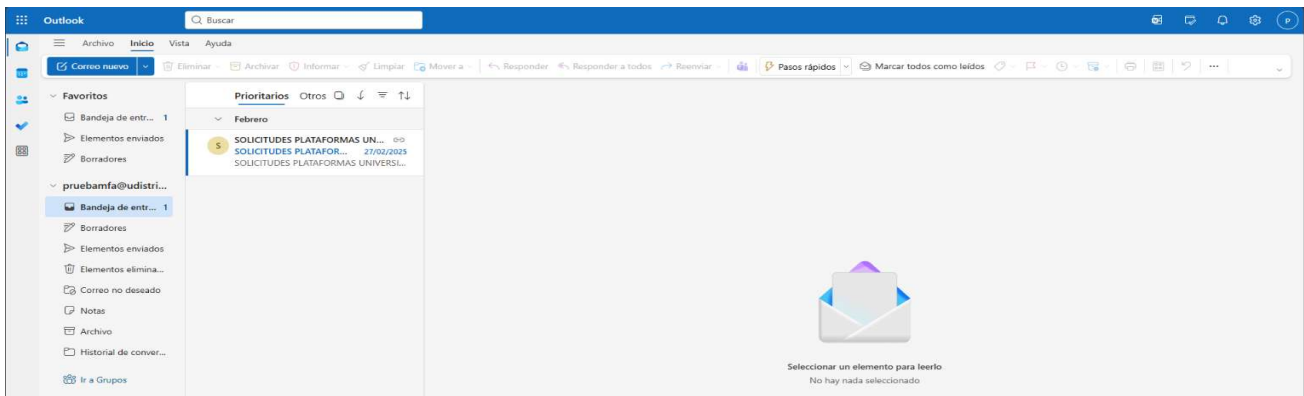 Outlook
Buscar
P
Archivo Inicio Vista Ayuda
Correo nuevo Eliminar Archivar Informar Limpiar Mover a Responder Responder a todos Reenviar Pasos rápidos Marcar todos como leídos ...
Favoritos
Bandeja de entr... 1
Elementos enviados
Borradores
pruebamfa@udistri...
Bandeja de entr... 1
Borradores
Elementos enviados
Elementos elimina...
Correo no deseado
Notas
Archivo
Historial de conver...
Ir a Grupos
Prioritarios Otros
Febrero
S
SOLICITUDES PLATAFORMAS UN...
SOLICITUDES PLATAFOR... 27/02/2025
SOLICITUDES PLATAFORMAS UNIVERSI...
Seleccionar un elemento para leerlo
No hay nada seleccionado